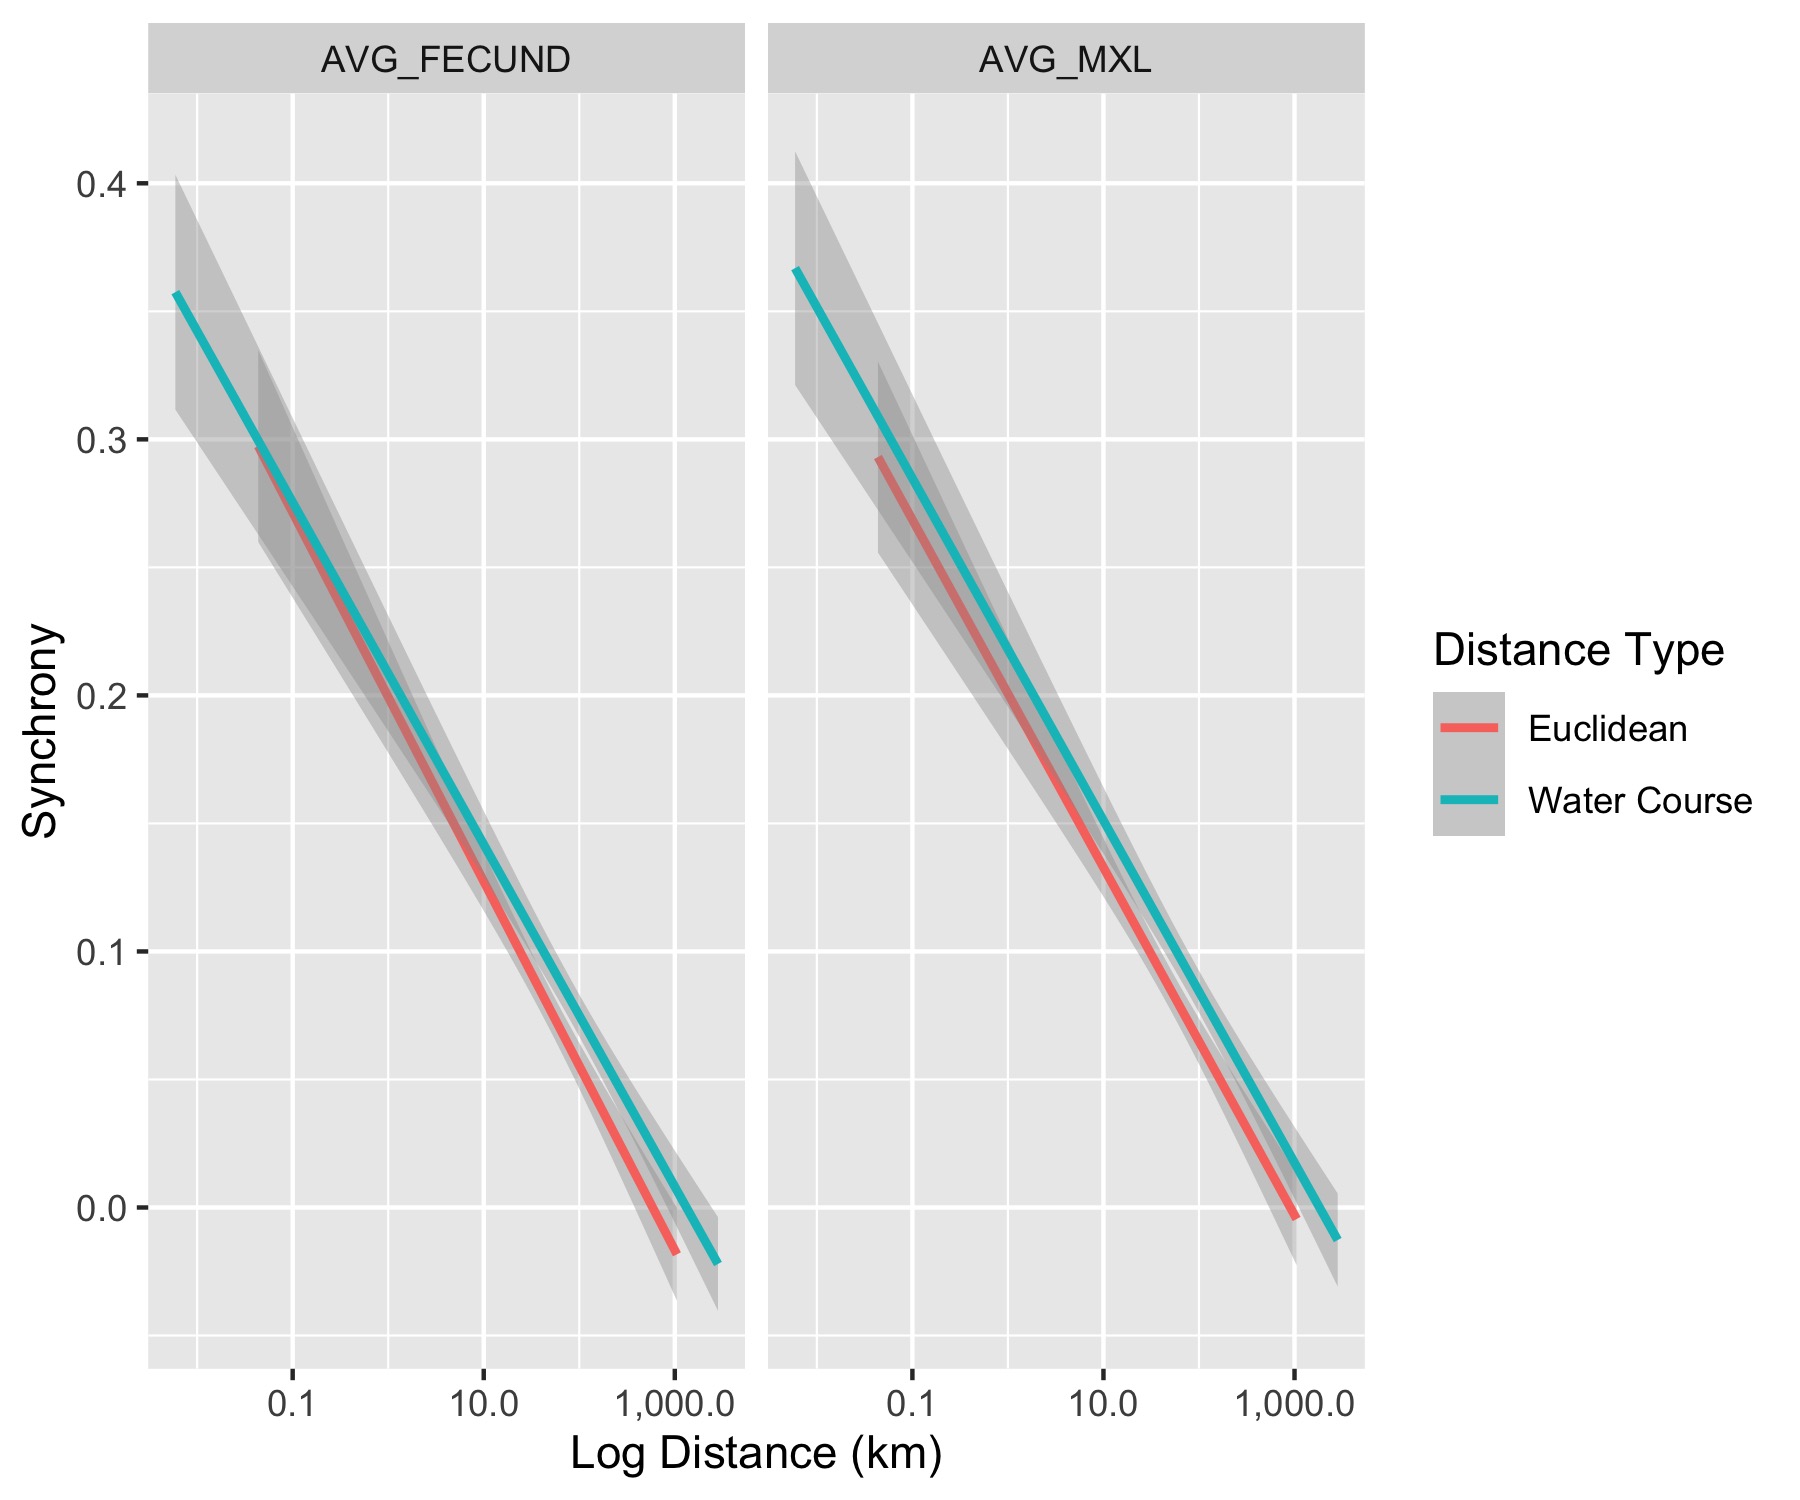 AVG_FECUND AVG_MXL
0.4
0.3
0.2
0.1
0.0
Synchrony
0.1 10.0 1,000.0 0.1 10.0 1,000.0
Log Distance (km)
Distance Type
Euclidean
Water Course